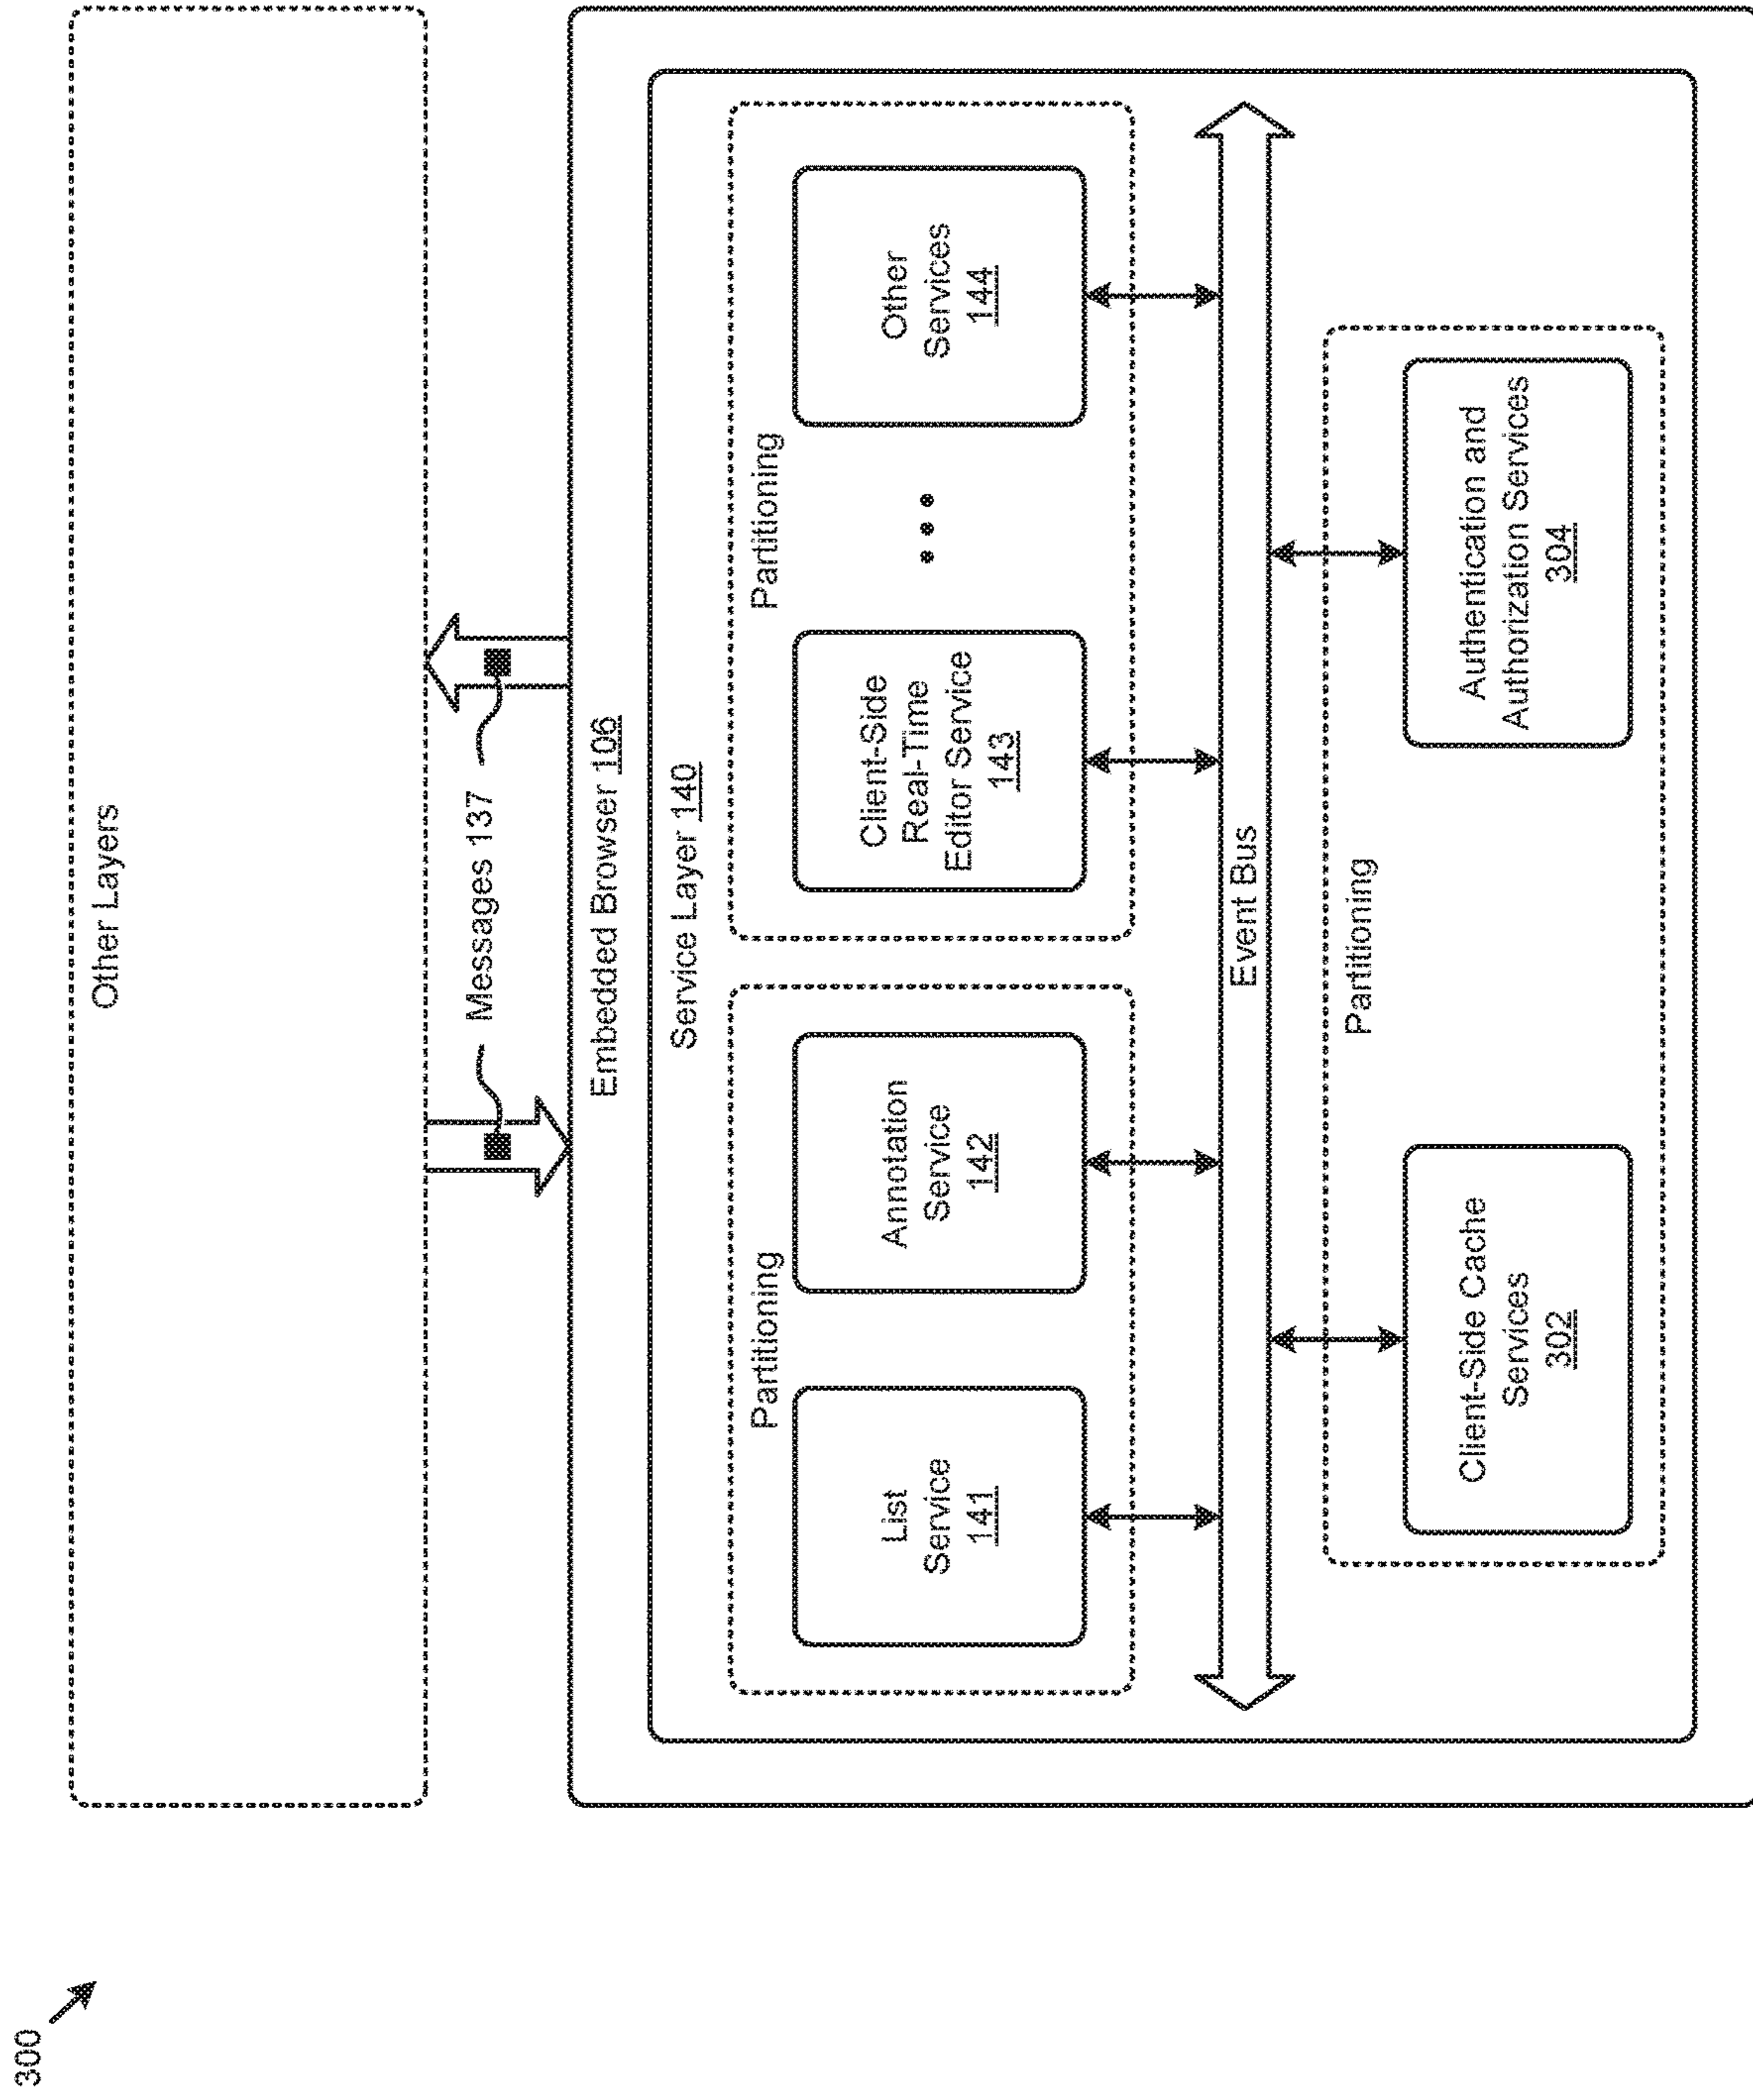 300
Other Layers
Messages 137
Embedded Browser 106
Service Layer 140
Partitioning
List
Service
141
Annotation
Service
142
Partitioning
Client-Side
Real-Time
Editor Service
143
Other
Services
144
Event Bus
Partitioning
Client-Side Cache
Services
302
Authentication and
Authorization Services
304